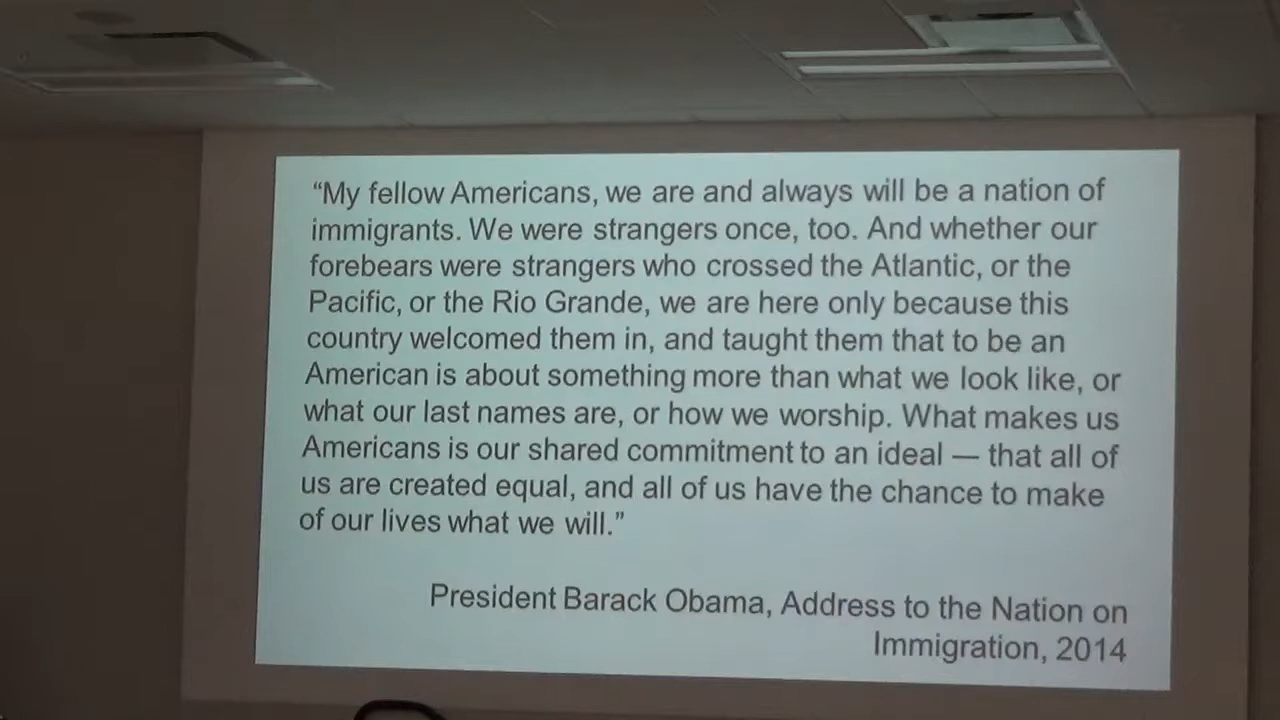 “My fellow Americans, we are and always will be a nation of
immigrants. We were strangers once, too. And whether our
forebears were strangers who crossed the Atlantic, or the
Pacific, or the Rio Grande, we are here only because this
country welcomed them in, and taught them that to be an
American is about something more than what we look like, or
what our last names are, or how we worship. What makes us
Americans is our shared commitment to an ideal — that all of
us are created equal, and all of us have the chance to make
of our lives what we will.”
President Barack Obama, Address to the Nation on
Immigration, 2014